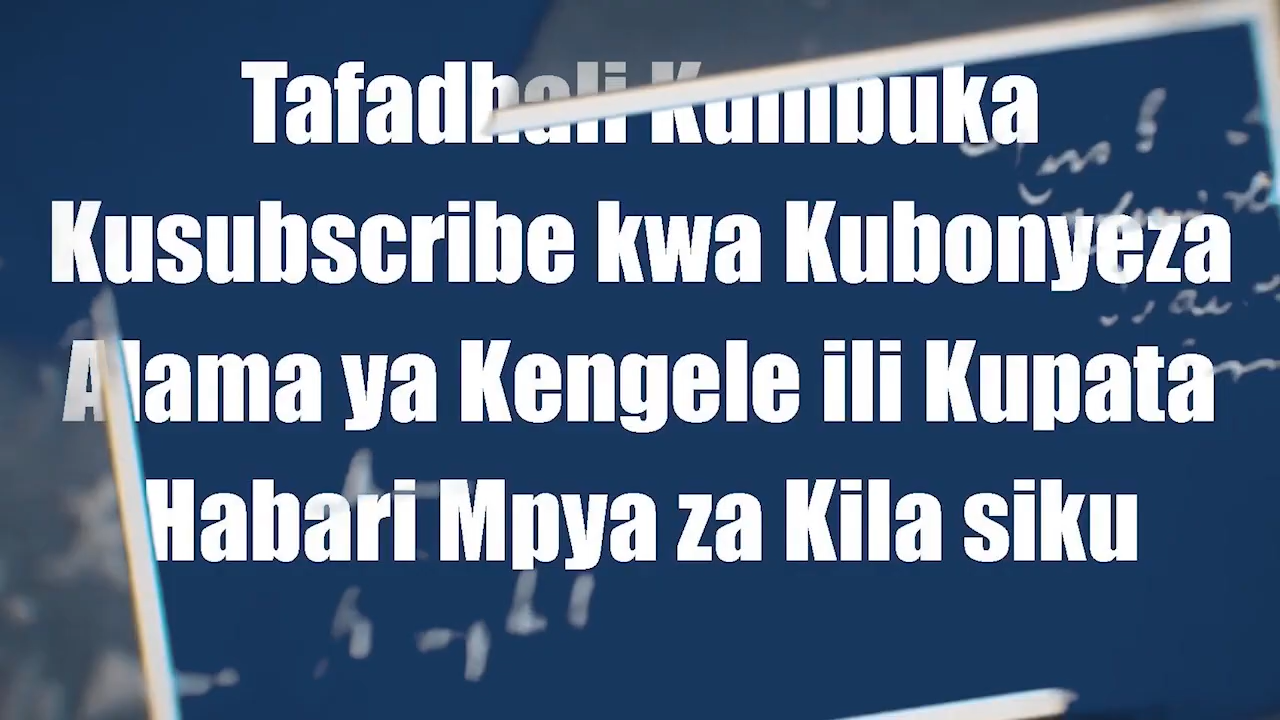 Tafadhali Kumbuka
Kusubscribe kwa Kubonyeza
Alama ya Kengele ili Kupata
Habari Mpya za Kila siku